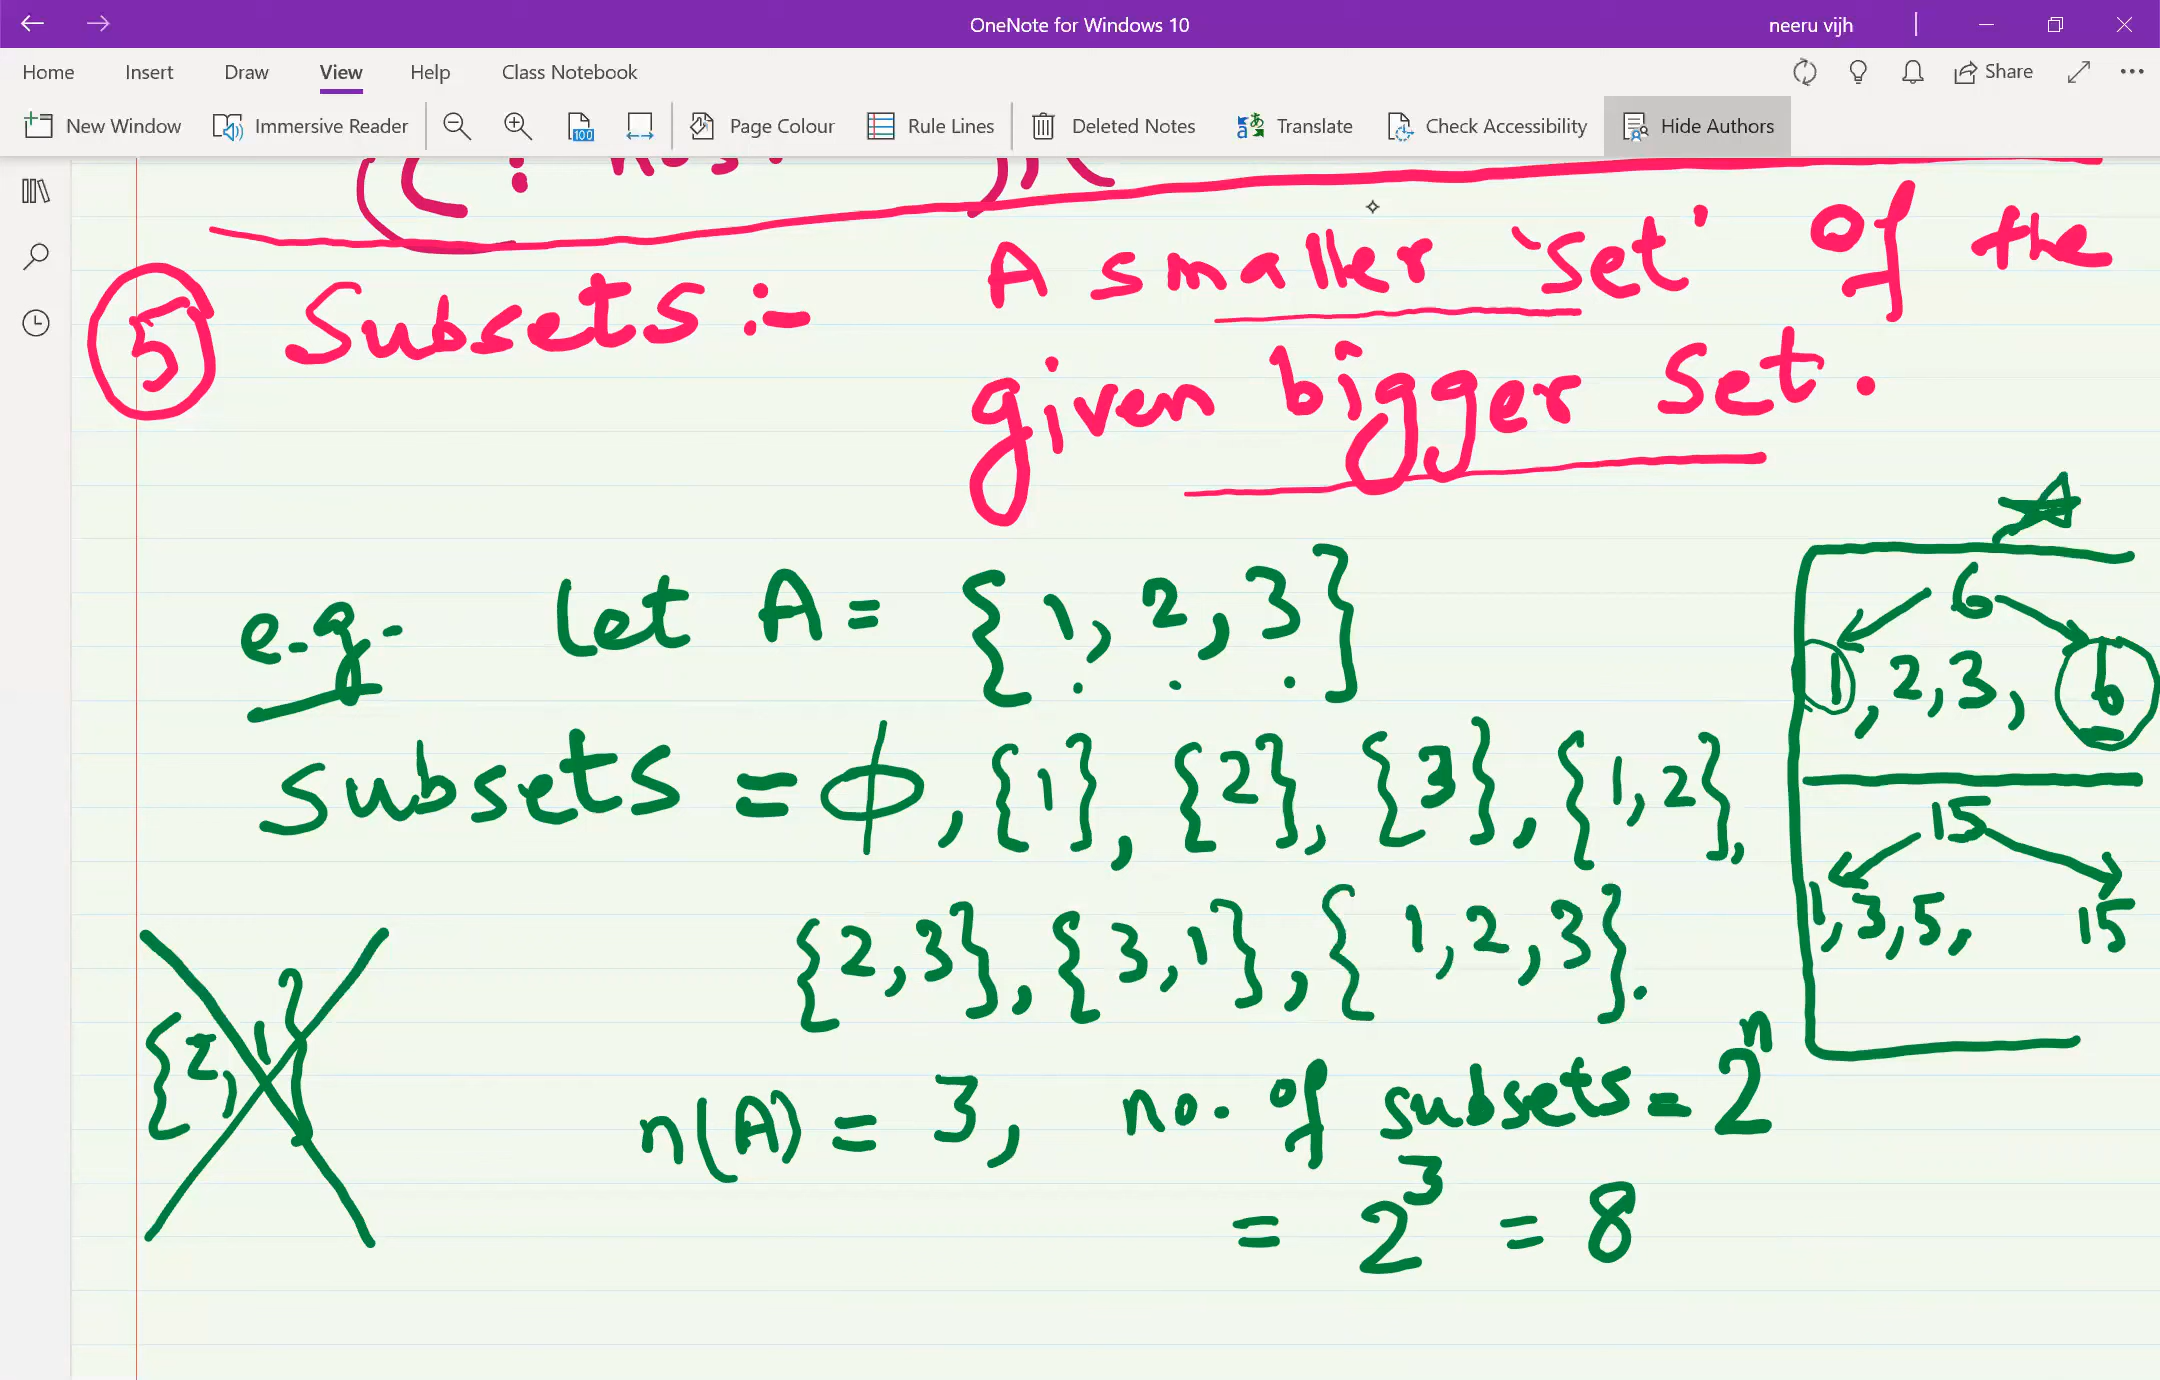 OneNote for Windows 10
neeru vijh
Home Insert Draw View Help Class Notebook
Share
New Window Immersive Reader 100 Page Colour Rule Lines Deleted Notes Translate Check Accessibility Hide Authors
5 Subsets :- A smaller 'set' of the
given bigger set.
e.g. let A = {1, 2, 3}
subsets = ϕ, {1}, {2}, {3}, {1,2},
{2,3}, {3,1}, {1,2,3}.
{2,1}
n(A) = 3, no. of subsets = 2ⁿ
= 2³ = 8
6
1, 2, 3, 6
15
1, 3, 5, 15